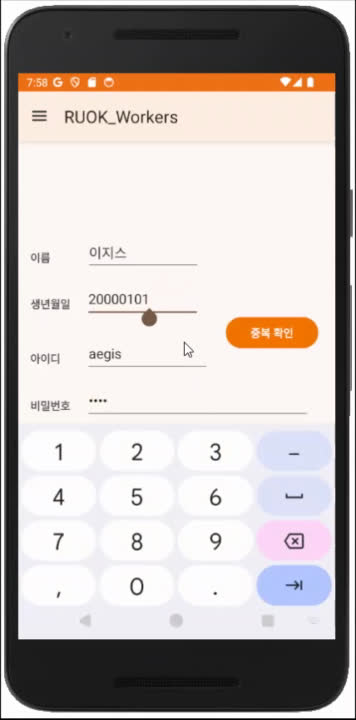 7:58
RUOK_Workers
이름 이지스
생년월일 20000101
중복 확인
아이디 aegis
비밀번호 ••••
1 2 3 –
4 5 6
7 8 9
, 0 .